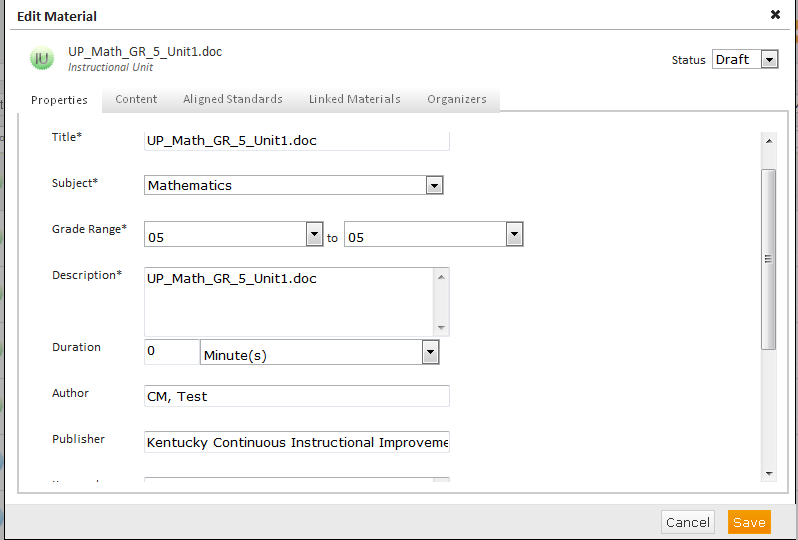 Edit Material
IU
UP_Math_GR_5_Unit1.doc
Instructional Unit
Status Draft
Properties Content Aligned Standards Linked Materials Organizers
Title* UP_Math_GR_5_Unit1.doc
Subject* Mathematics
Grade Range* 05 to 05
Description* UP_Math_GR_5_Unit1.doc
Duration 0 Minute(s)
Author CM, Test
Publisher Kentucky Continuous Instructional Improveme
Cancel Save